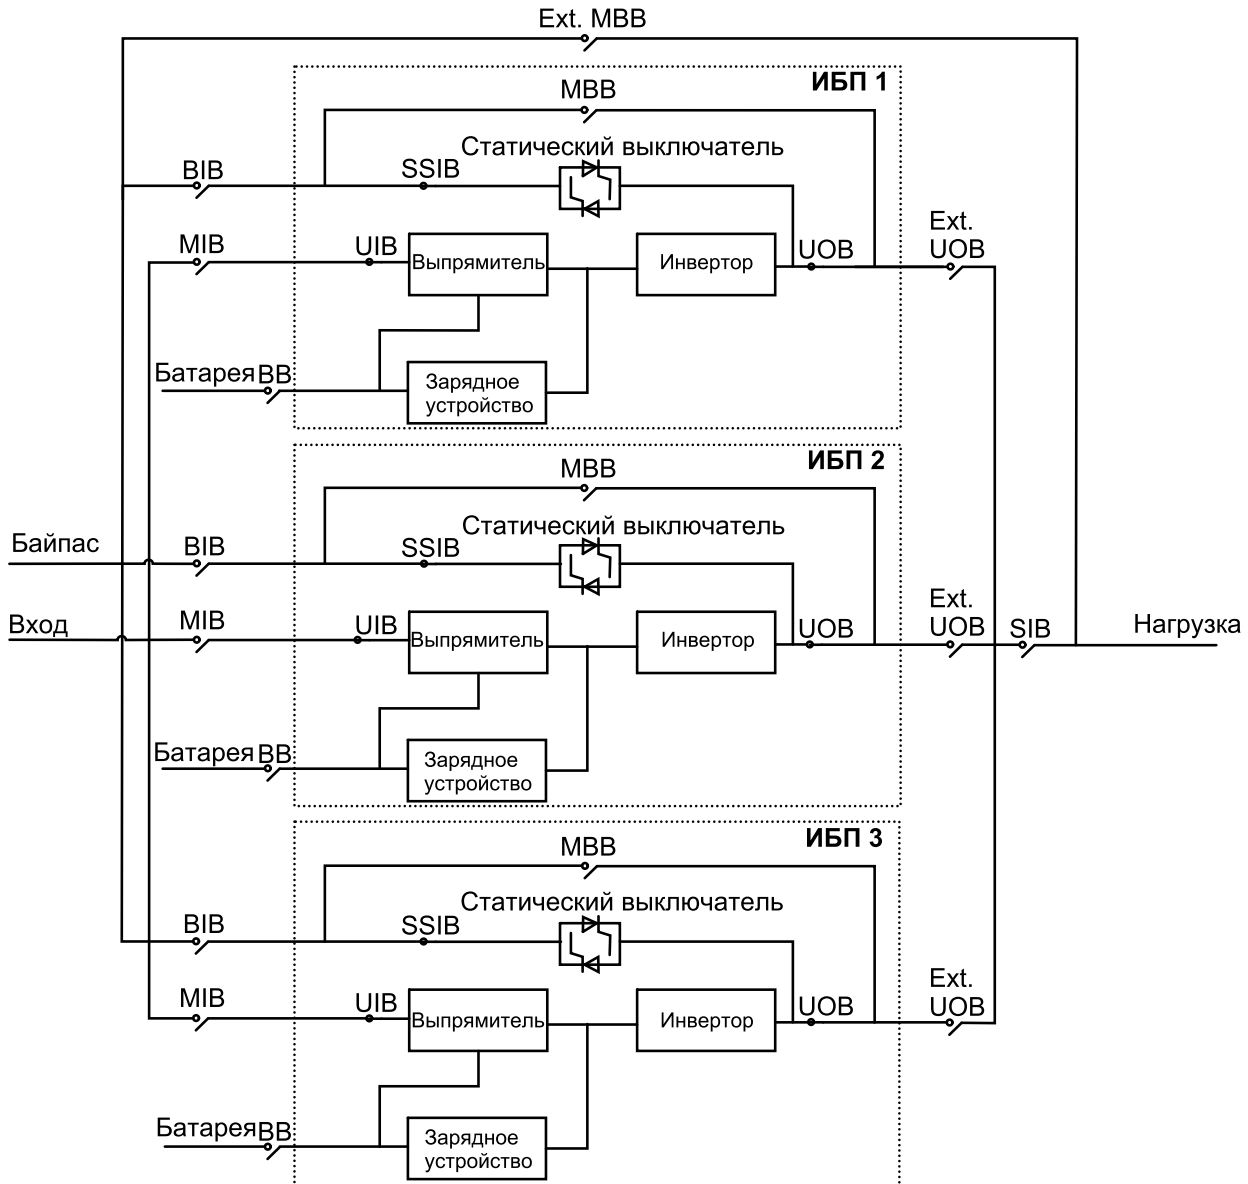 Ext. MBB
ИБП 1
MBB
Статический выключатель
BIB
SSIB
Ext.
UOB
MIB
UIB
Выпрямитель
Инвертор
UOB
Батарея BB
Зарядное
устройство
ИБП 2
MBB
Статический выключатель
Байпас
BIB
SSIB
Ext.
UOB
Вход
MIB
UIB
Выпрямитель
Инвертор
UOB
SIB
Нагрузка
Батарея BB
Зарядное
устройство
ИБП 3
MBB
Статический выключатель
BIB
SSIB
Ext.
UOB
MIB
UIB
Выпрямитель
Инвертор
UOB
Батарея BB
Зарядное
устройство